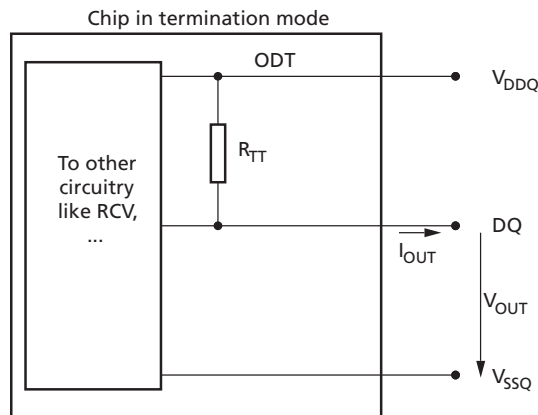 Chip in termination mode
ODT
V_DDQ
R_TT
To other
circuitry
like RCV,
...
DQ
I_OUT
V_OUT
V_SSQ